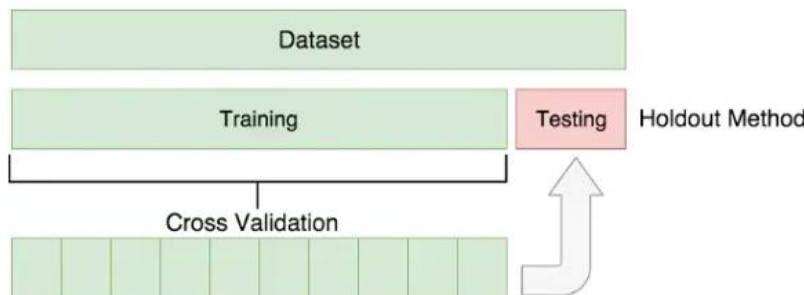 Dataset
Training
Testing
Holdout Method
Cross Validation